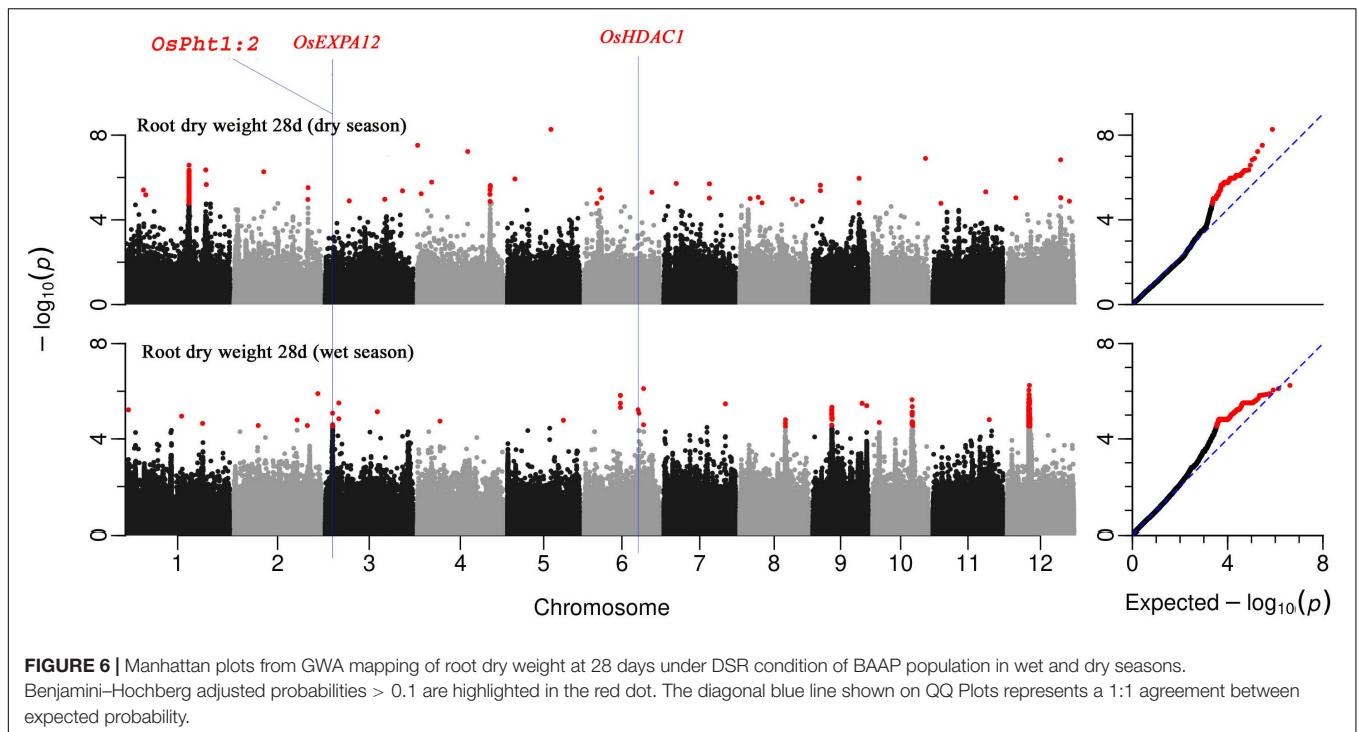 OsPht1:2 OsEXPA12 OsHDAC1
Root dry weight 28d (dry season)
8
4
0
8
4
0
− log10(p)
Root dry weight 28d (wet season)
8
4
0
8
4
0
1 2 3 4 5 6 7 8 9 10 11 12
0 4 8
Chromosome
Expected − log10(p)
FIGURE 6 | Manhattan plots from GWA mapping of root dry weight at 28 days under DSR condition of BAAP population in wet and dry seasons.
Benjamini–Hochberg adjusted probabilities > 0.1 are highlighted in the red dot. The diagonal blue line shown on QQ Plots represents a 1:1 agreement between
expected probability.